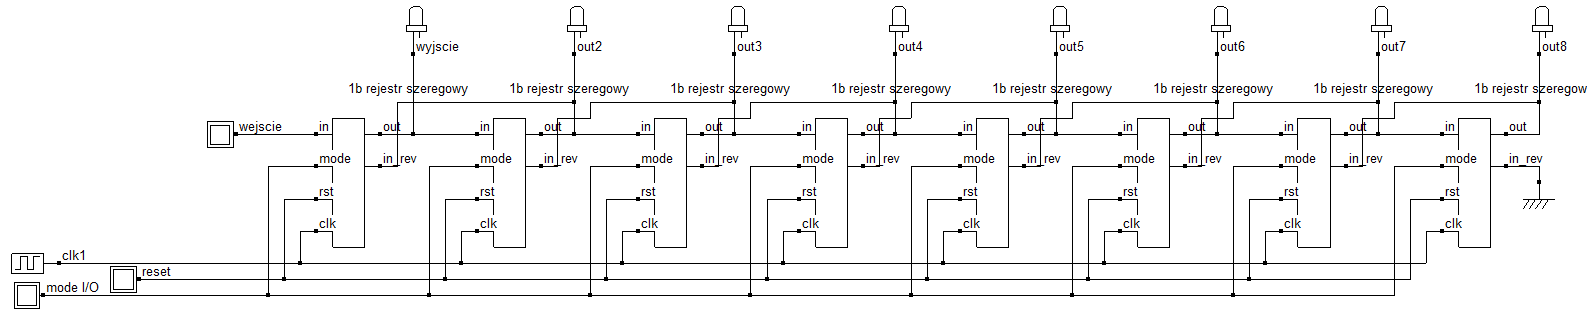 wyjscie out2 out3 out4 out5 out6 out7 out8
1b rejestr szeregowy 1b rejestr szeregowy 1b rejestr szeregowy 1b rejestr szeregowy 1b rejestr szeregowy 1b rejestr szeregowy 1b rejestr szeregowy 1b rejestr szeregow
wejscie in out in out in out in out in out in out in out in out
mode in_rev mode in_rev mode in_rev mode in_rev mode in_rev mode in_rev mode in_rev mode in_rev
rst rst rst rst rst rst rst rst
clk clk clk clk clk clk clk clk
clk1
reset
mode I/O